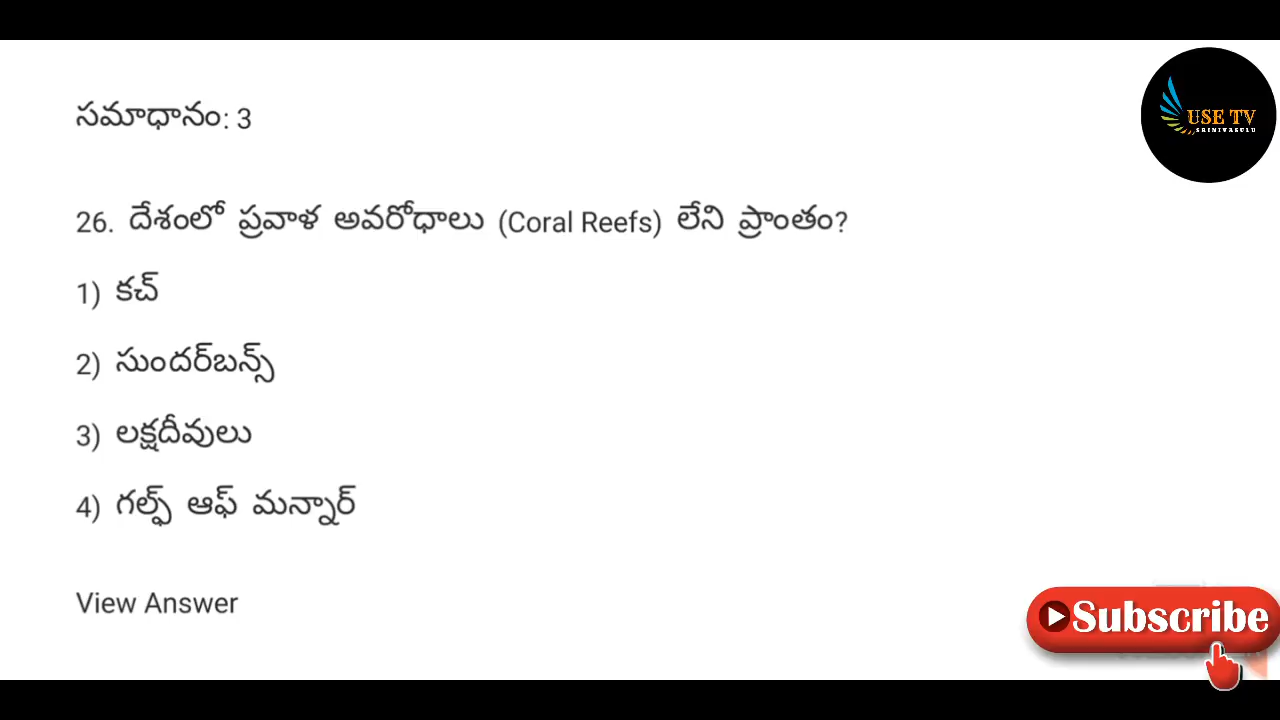 సమాధానం: 3
USE TV
SRINIVASULU
26. దేశంలో ప్రవాళ అవరోధాలు (Coral Reefs) లేని ప్రాంతం?
1) కచ్
2) సుందర్‌బన్స్
3) లక్షదీవులు
4) గల్ఫ్ ఆఫ్ మన్నార్
View Answer
Subscribe